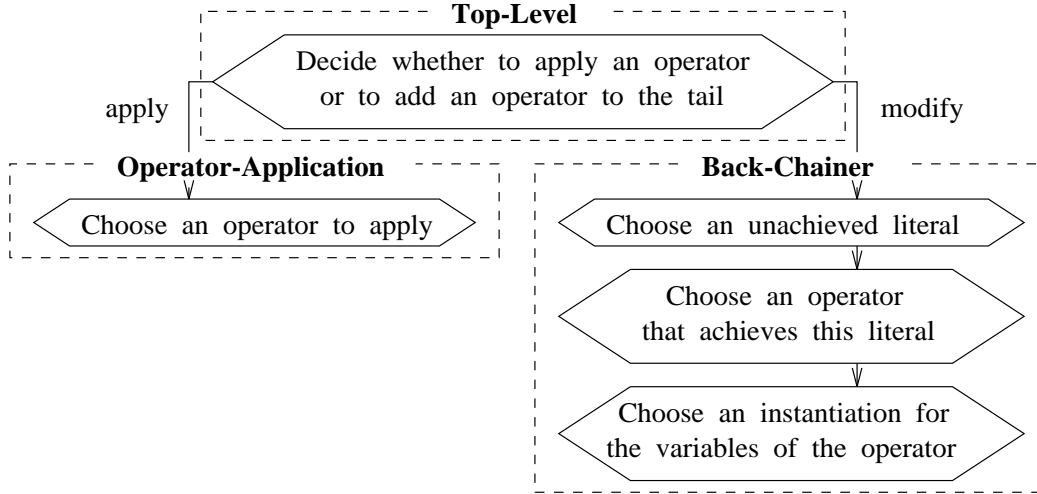 Top-Level
Decide whether to apply an operator
or to add an operator to the tail
apply
modify
Operator-Application
Choose an operator to apply
Back-Chainer
Choose an unachieved literal
Choose an operator
that achieves this literal
Choose an instantiation for
the variables of the operator